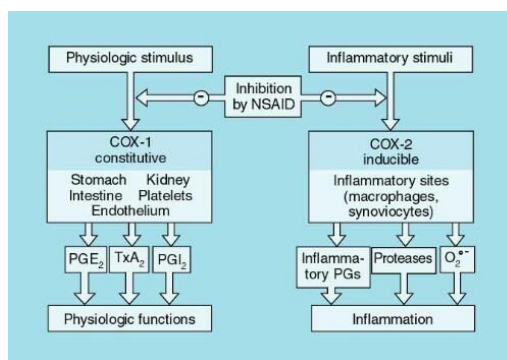 Physiologic stimulus
Inflammatory stimuli
Inhibition
by NSAID
−
−
COX-1
constitutive
Stomach Kidney
Intestine Platelets
Endothelium
COX-2
inducible
Inflammatory sites
(macrophages,
synoviocytes)
PGE₂
TxA₂
PGI₂
Inflamma-
tory PGs
Proteases
O₂•−
Physiologic functions
Inflammation